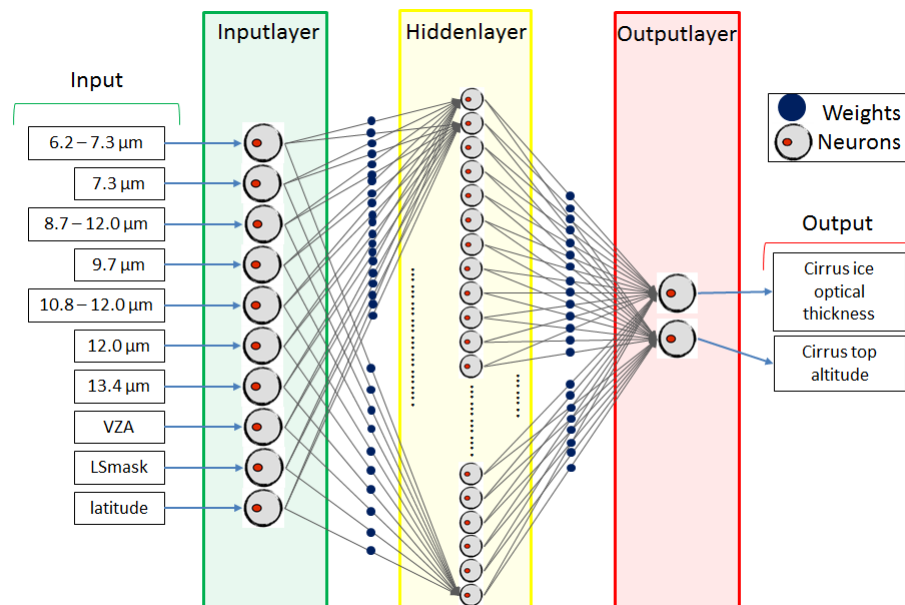 Inputlayer
Hiddenlayer
Outputlayer
Input
6.2 – 7.3 µm
7.3 µm
8.7 – 12.0 µm
9.7 µm
10.8 – 12.0 µm
12.0 µm
13.4 µm
VZA
LSmask
latitude
Weights
Neurons
Output
Cirrus ice
optical
thickness
Cirrus top
altitude